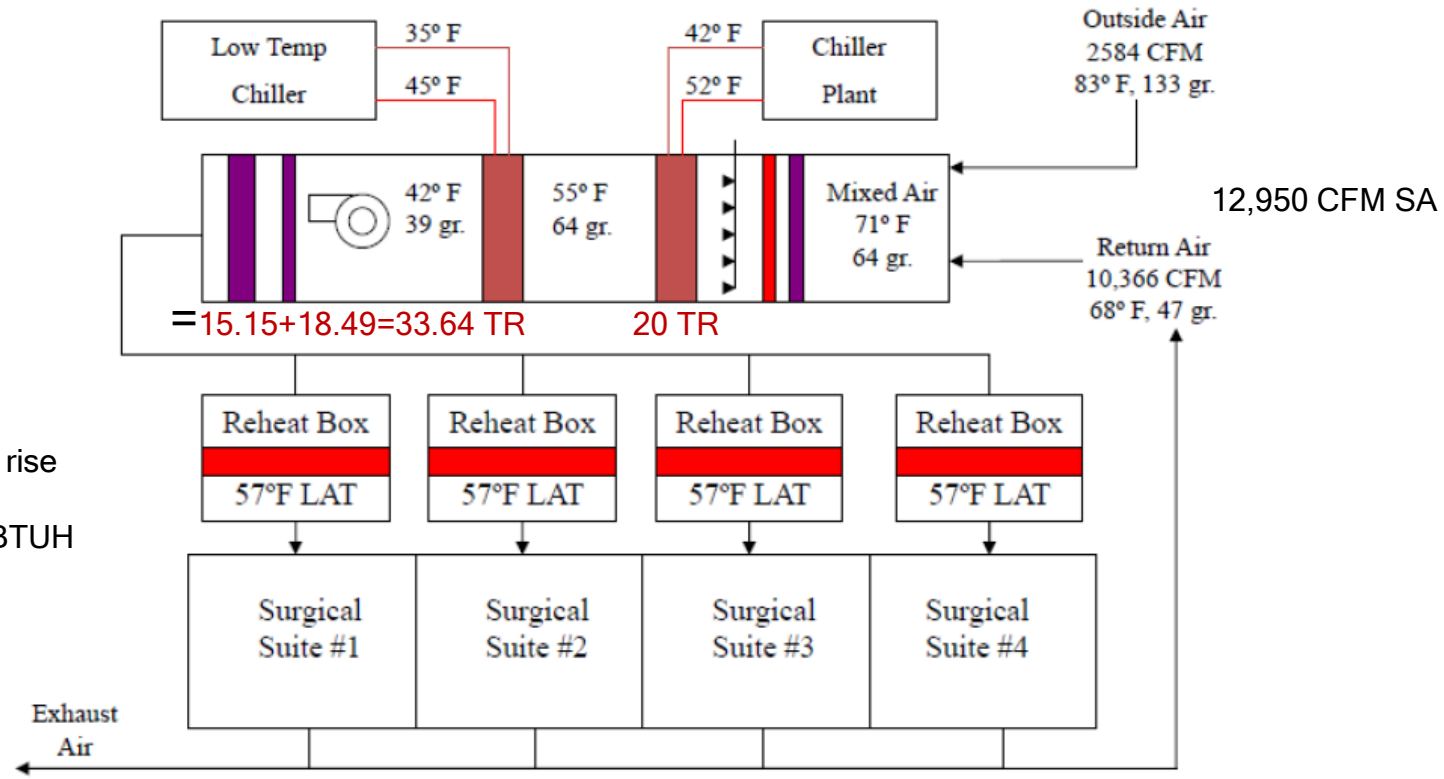 Low Temp
Chiller
35º F
45º F
42º F
52º F
Chiller
Plant
Outside Air
2584 CFM
83º F, 133 gr.
42º F
39 gr.
55º F
64 gr.
Mixed Air
71º F
64 gr.
12,950 CFM SA
Return Air
10,366 CFM
68º F, 47 gr.
=15.15+18.49=33.64 TR
20 TR
Reheat Box
57ºF LAT
Reheat Box
57ºF LAT
Reheat Box
57ºF LAT
Reheat Box
57ºF LAT
rise
BTUH
Surgical
Suite #1
Surgical
Suite #2
Surgical
Suite #3
Surgical
Suite #4
Exhaust
Air